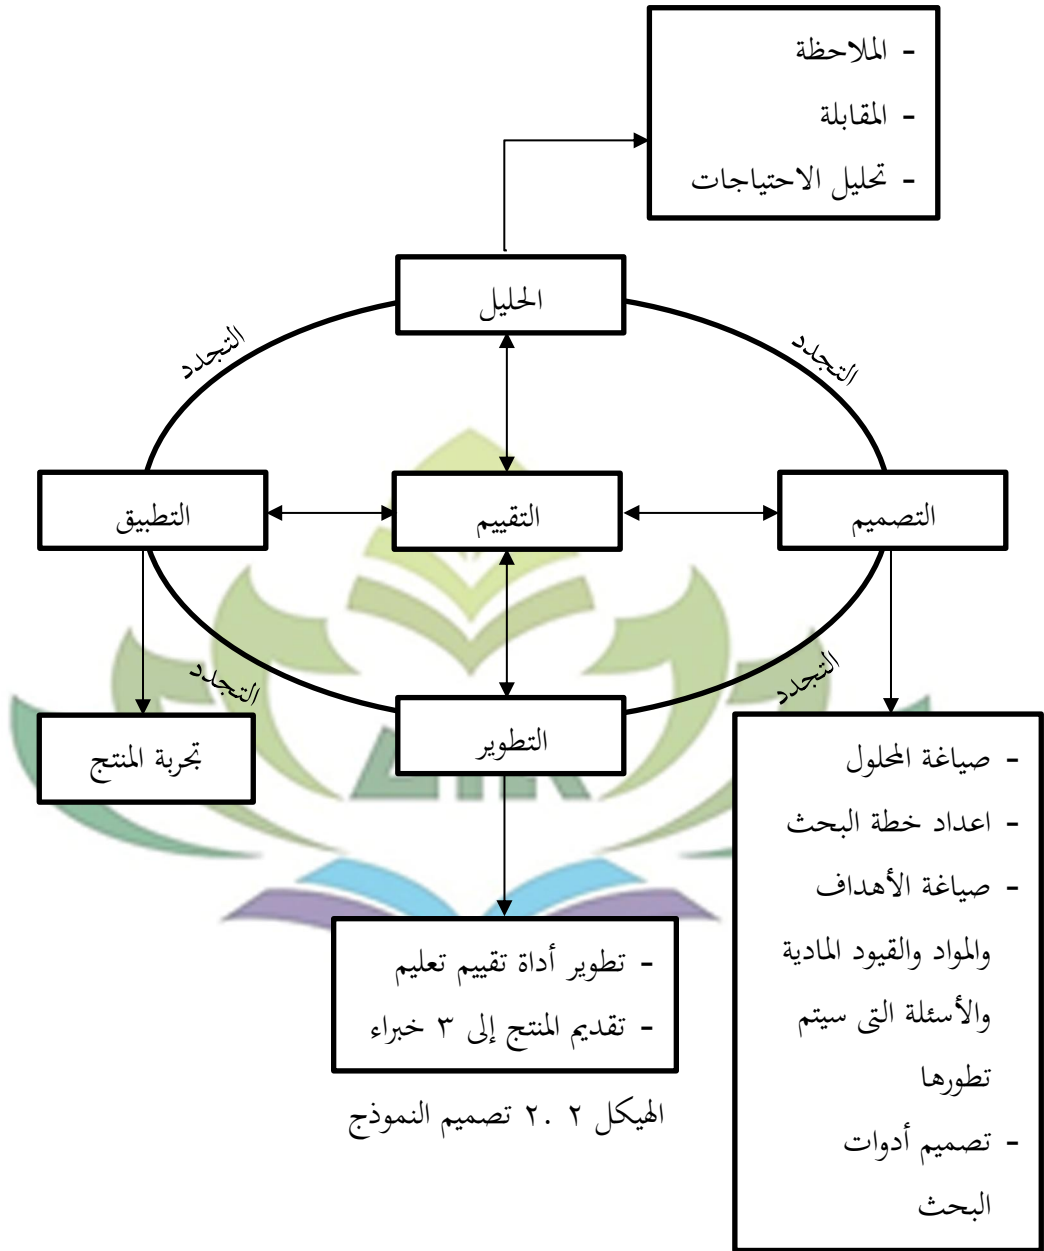 - الملاحظة
- المقابلة
- تحليل الاحتياجات
الحليل
التجدد
التجدد
التصميم
التقييم
التطبيق
التجدد
التجدد
التطوير
تجربة المنتج
- صياغة المحلول
- اعداد خطة البحث
- صياغة الأهداف
والمواد والقيود المادية
والأسئلة التى سيتم
تطورها
- تصميم أدوات
البحث
- تطوير أداة تقييم تعليم
- تقديم المنتج إلى ٣ خبراء
الهيكل ٢ .٢ تصميم النموذج